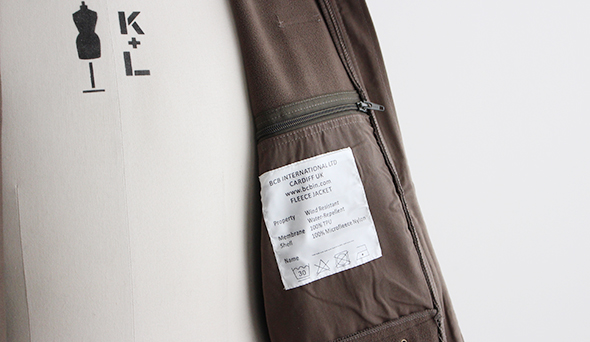 K
+
L
BCB INTERNATIONAL LTD
CARDIFF UK
www.bcbin.com
FLEECE JACKET
Property Wind Resistant
Water-Repellent
Membrane 100% TPU
Shell 100% Microfleece Nylon
Name
30